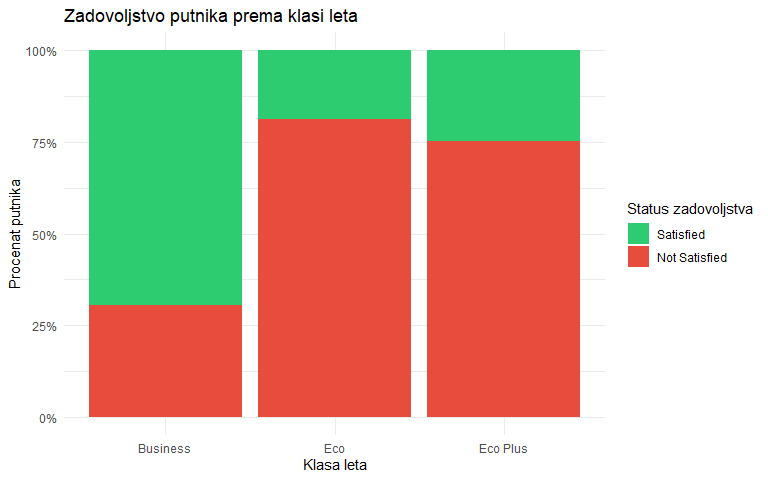 Zadovoljstvo putnika prema klasi leta
Procenat putnika
100%
75%
50%
25%
0%
Business
Eco
Eco Plus
Klasa leta
Status zadovoljstva
Satisfied
Not Satisfied